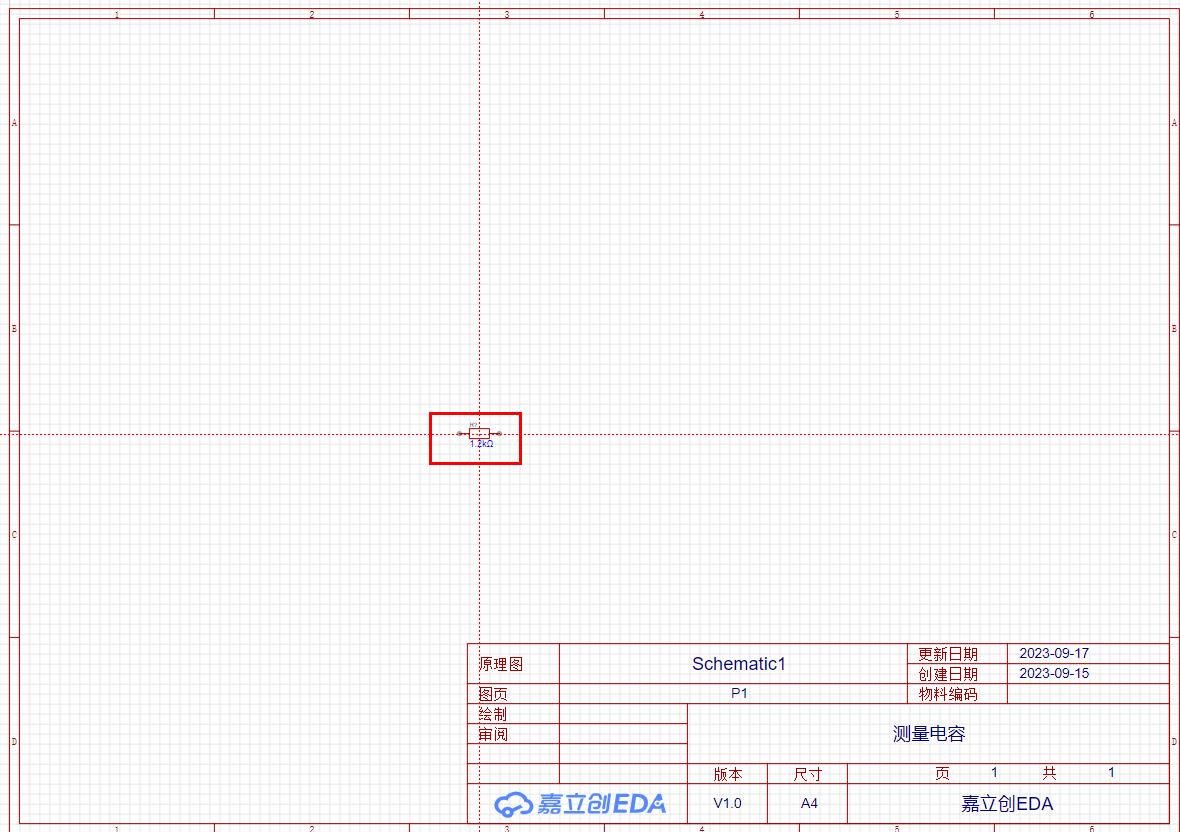 1 2 3 4 5 6
A A
B B
R?
1.2kΩ
C C
原理图 Schematic1 更新日期 2023-09-17
创建日期 2023-09-15
图页 P1 物料编码
绘制
审阅 测量电容
D D
版本 尺寸 页 1 共 1
嘉立创EDA V1.0 A4 嘉立创EDA
1 2 3 4 5 6